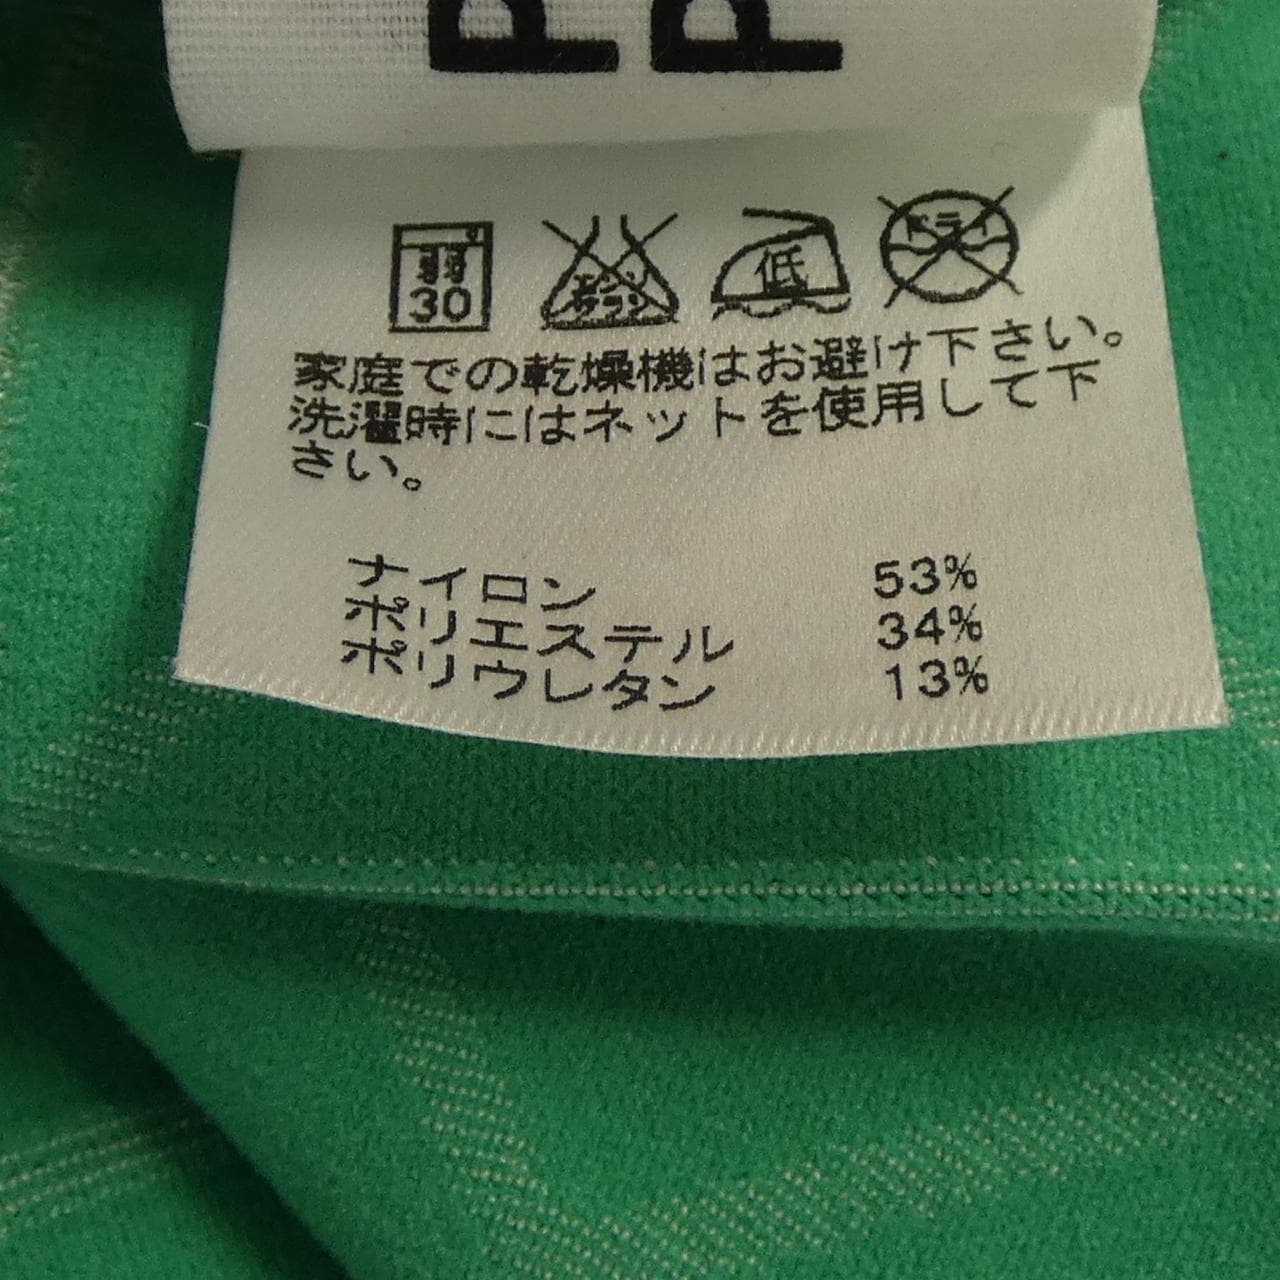 30
エンソ
サラシ
低
ドライ
家庭での乾燥機はお避け下さい。
洗濯時にはネットを使用して下
さい。
ナイロン 53%
ポリエステル 34%
ポリウレタン 13%